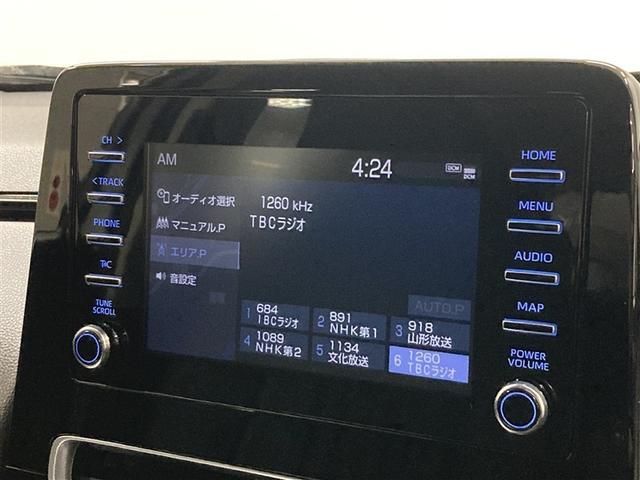 CH >
< TRACK
PHONE
T&C
TUNE
SCROLL
AM
4:24
DCM
DCM
オーディオ選択
マニュアル.P
エリア.P
音設定
1260 kHz
TBCラジオ
AUTO.P
1 684 TBCラジオ
2 891 NHK第1
3 918 山形放送
4 1089 NHK第2
5 1134 文化放送
6 1260 TBCラジオ
HOME
MENU
AUDIO
MAP
POWER
VOLUME